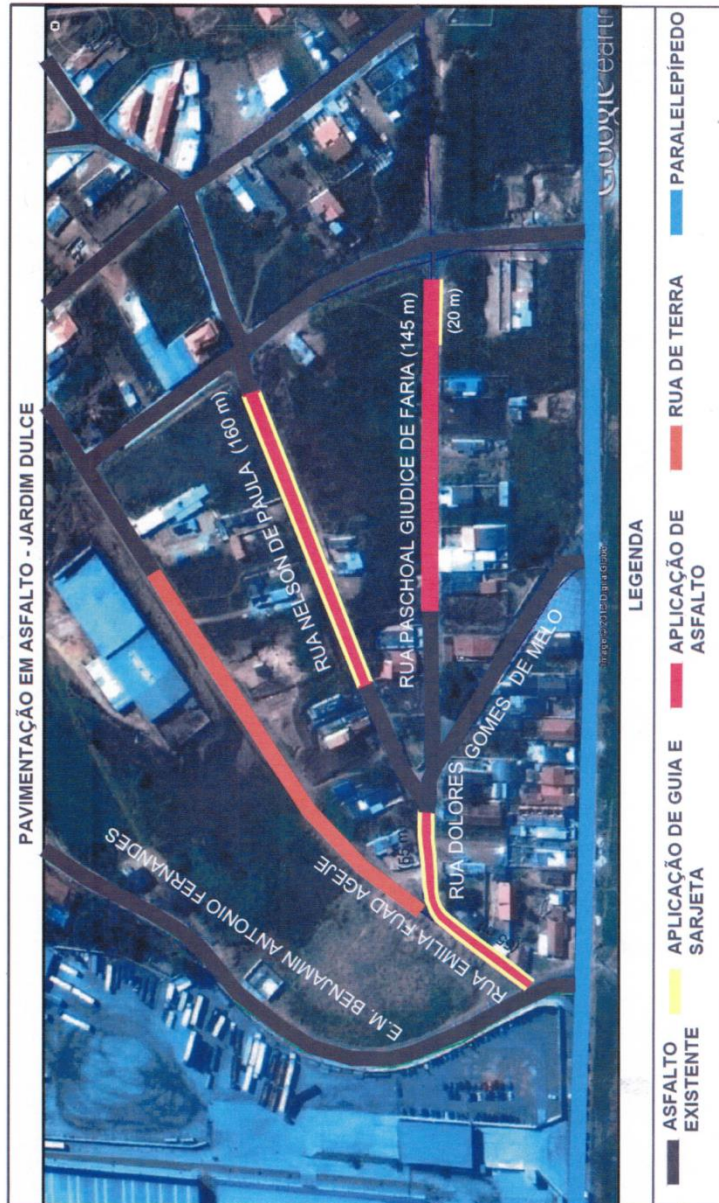 PAVIMENTAÇÃO EM ASFALTO - JARDIM DULCE
RUA NELSON DE PAULA (160 m)
RUA PASCHOAL GIUDICE DE FARIA (145 m)
(20 m)
E.M. BENJAMIN ANTONIO FERNANDES
RUA EMILIA FUAD AGEJE
RUA DOLORES GOMES DE MELO
Google earth
LEGENDA
ASFALTO
EXISTENTE
APLICAÇÃO DE GUIA E
SARJETA
APLICAÇÃO DE
ASFALTO
RUA DE TERRA
PARALELEPÍPEDO